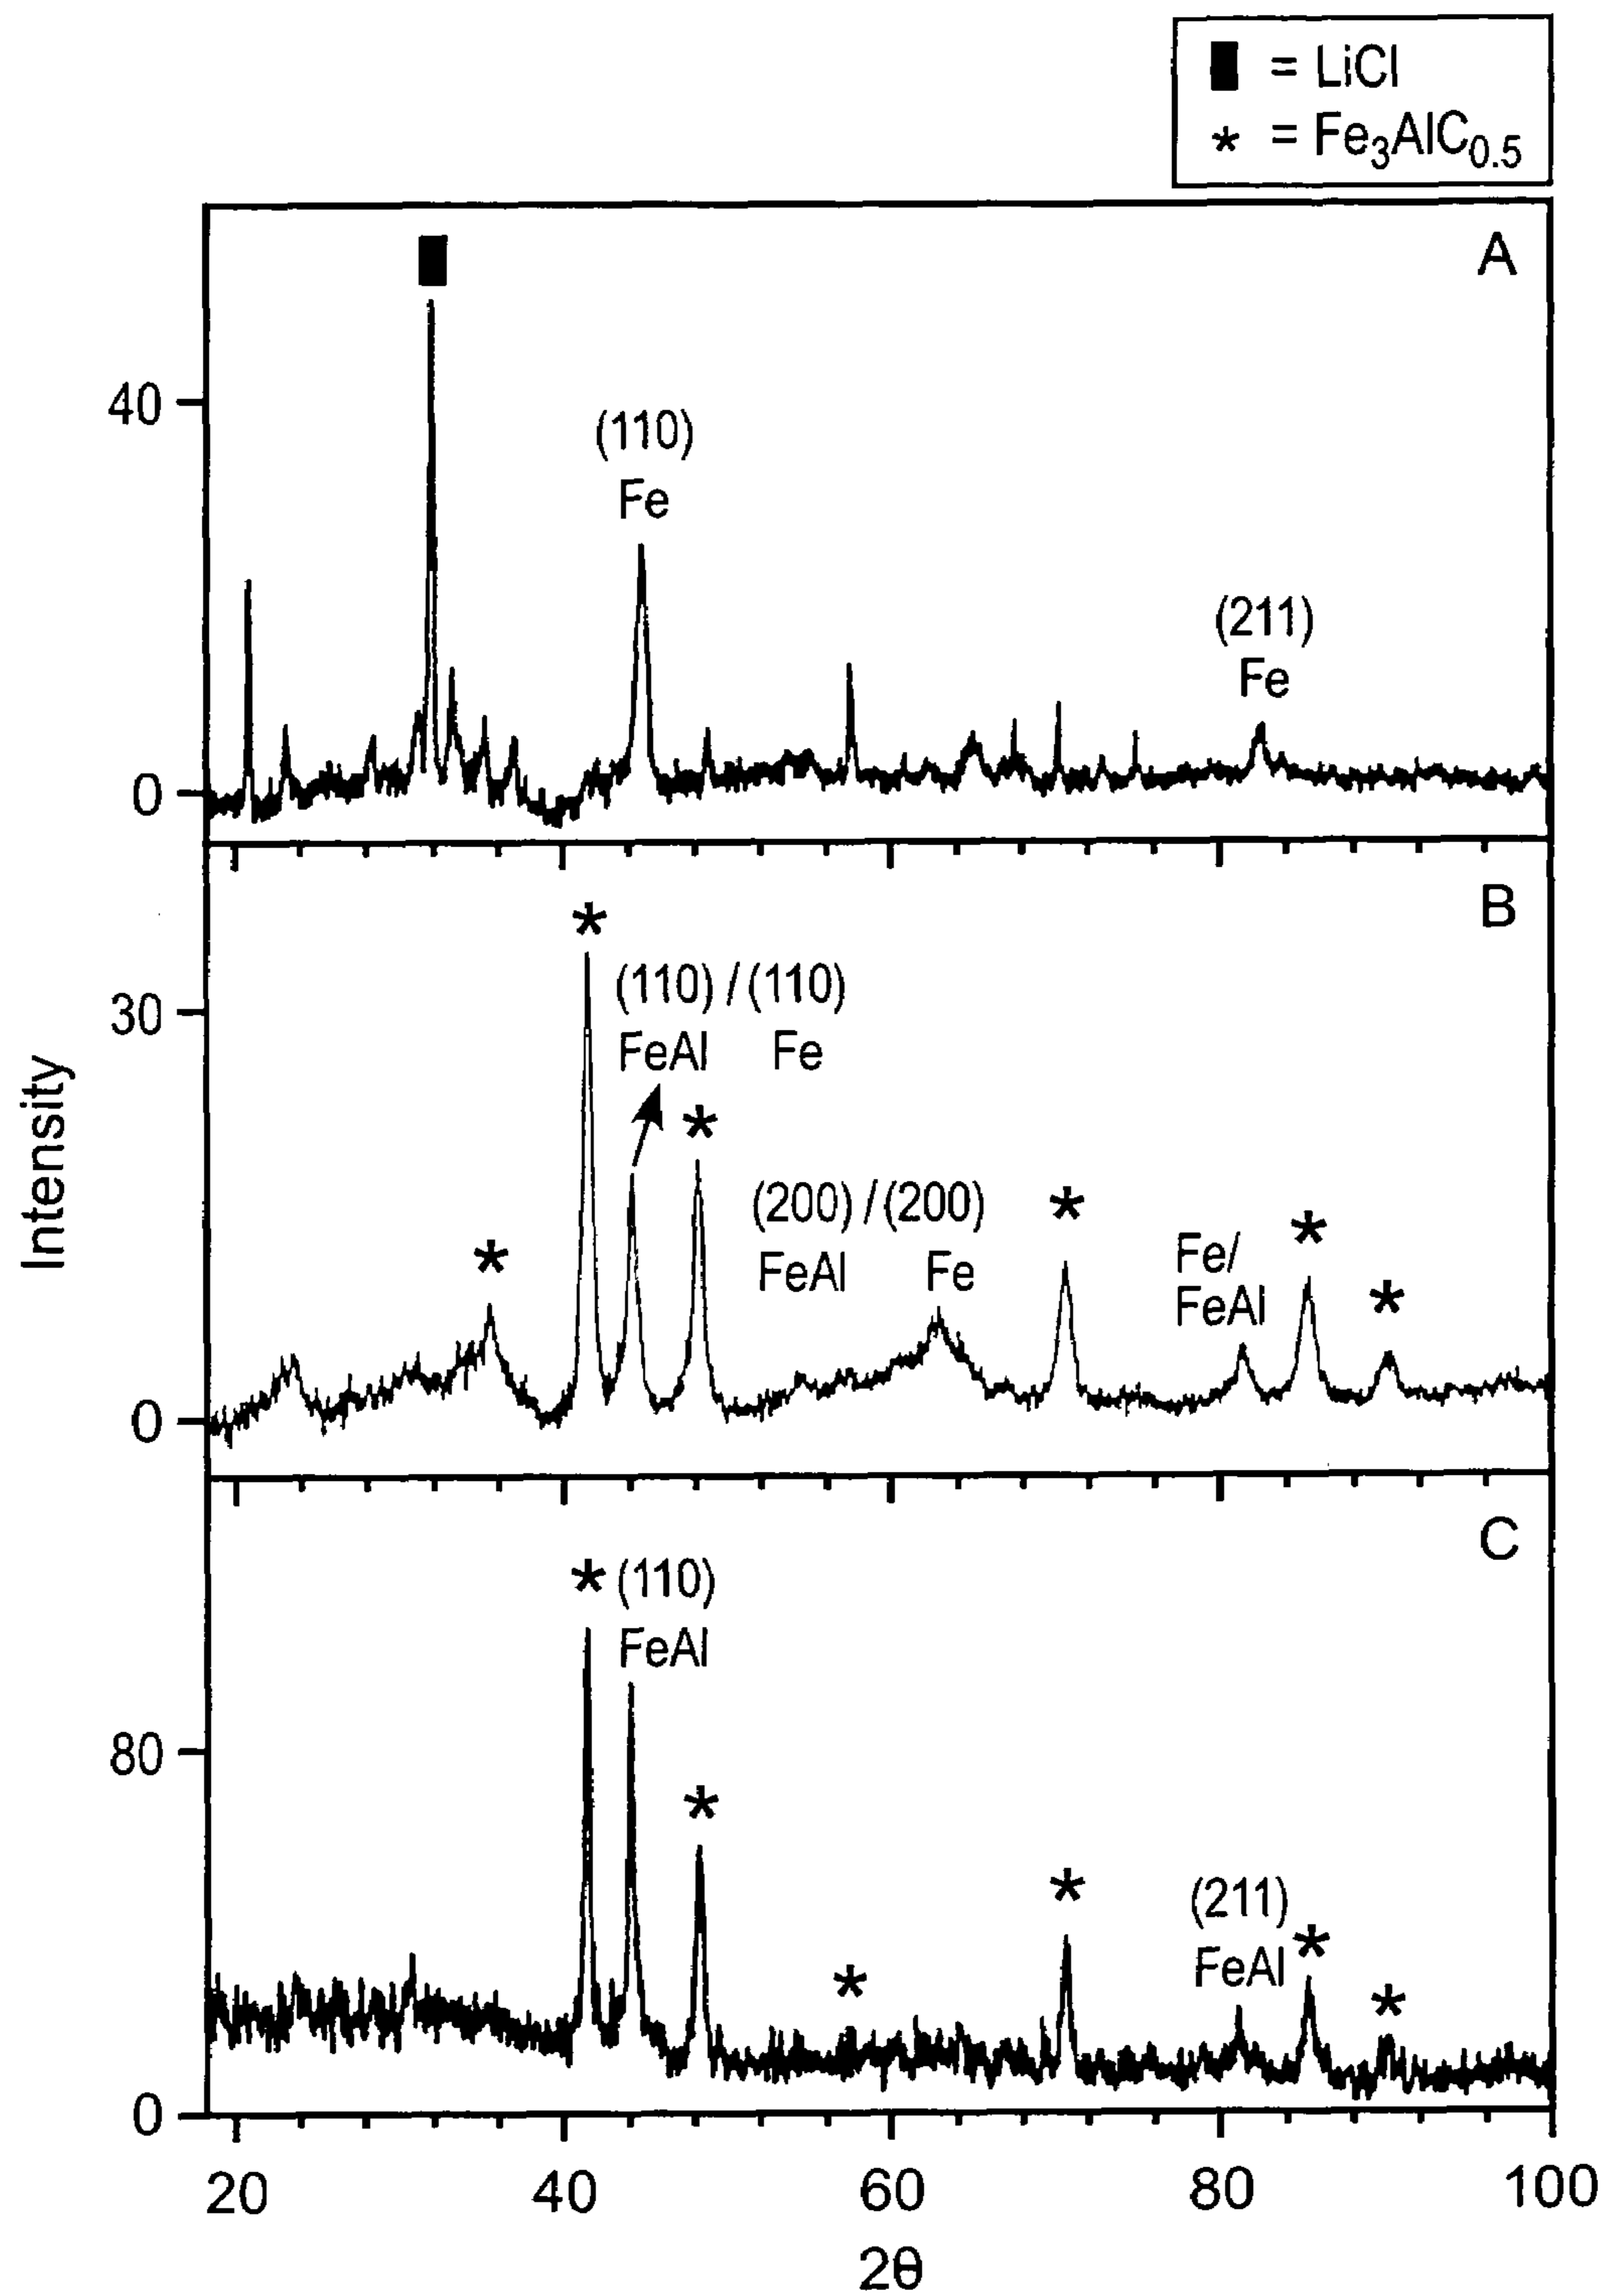 ■ = LiCl
* = Fe₃AlC₀.₅
A
40
(110)
Fe
(211)
Fe
0
B
*
30
(110) / (110)
FeAl Fe
*
(200) / (200)
FeAl Fe
*
*
Fe/
FeAl
*
*
0
C
* (110)
FeAl
80
*
*
*
(211)
FeAl
*
*
0
20 40 60 80 100
2θ
Intensity